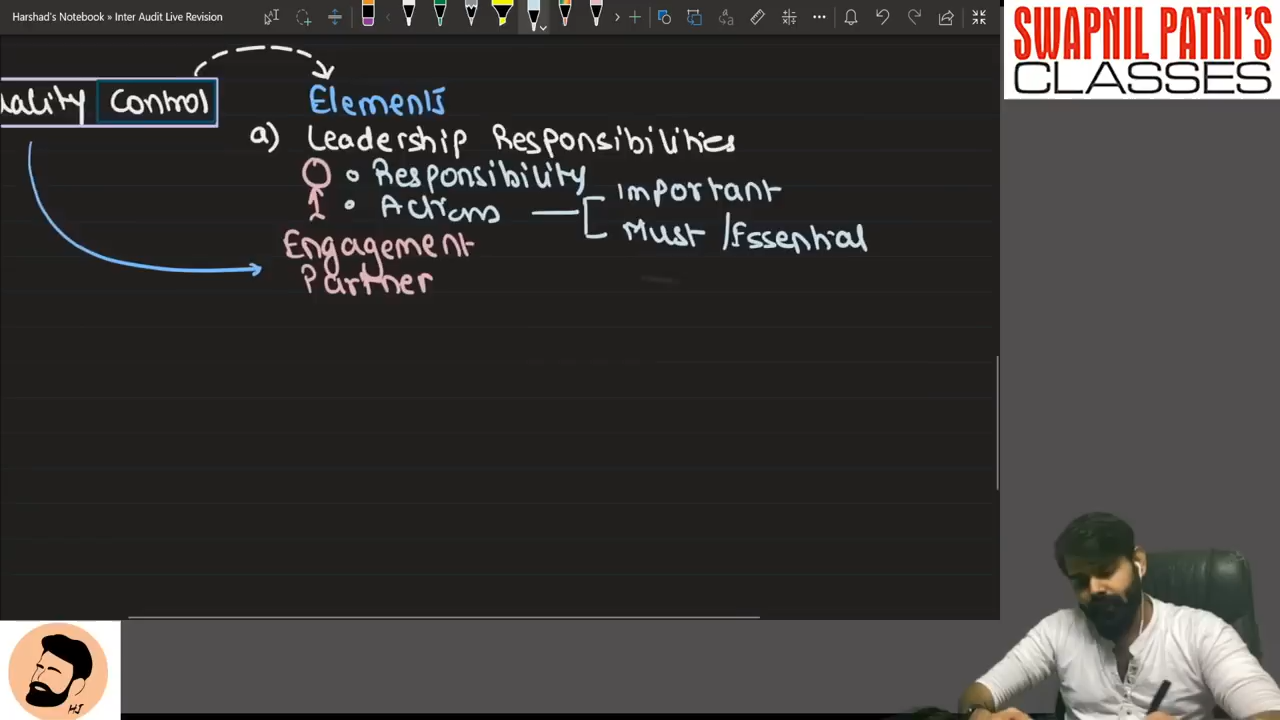 Harshad's Notebook » Inter Audit Live Revision
SWAPNIL PATNI'S
CLASSES
uality Control
Elements
a) Leadership Responsibilities
• Responsibility
• Actions
Important
Must / Essential
Engagement
Partner
HJ